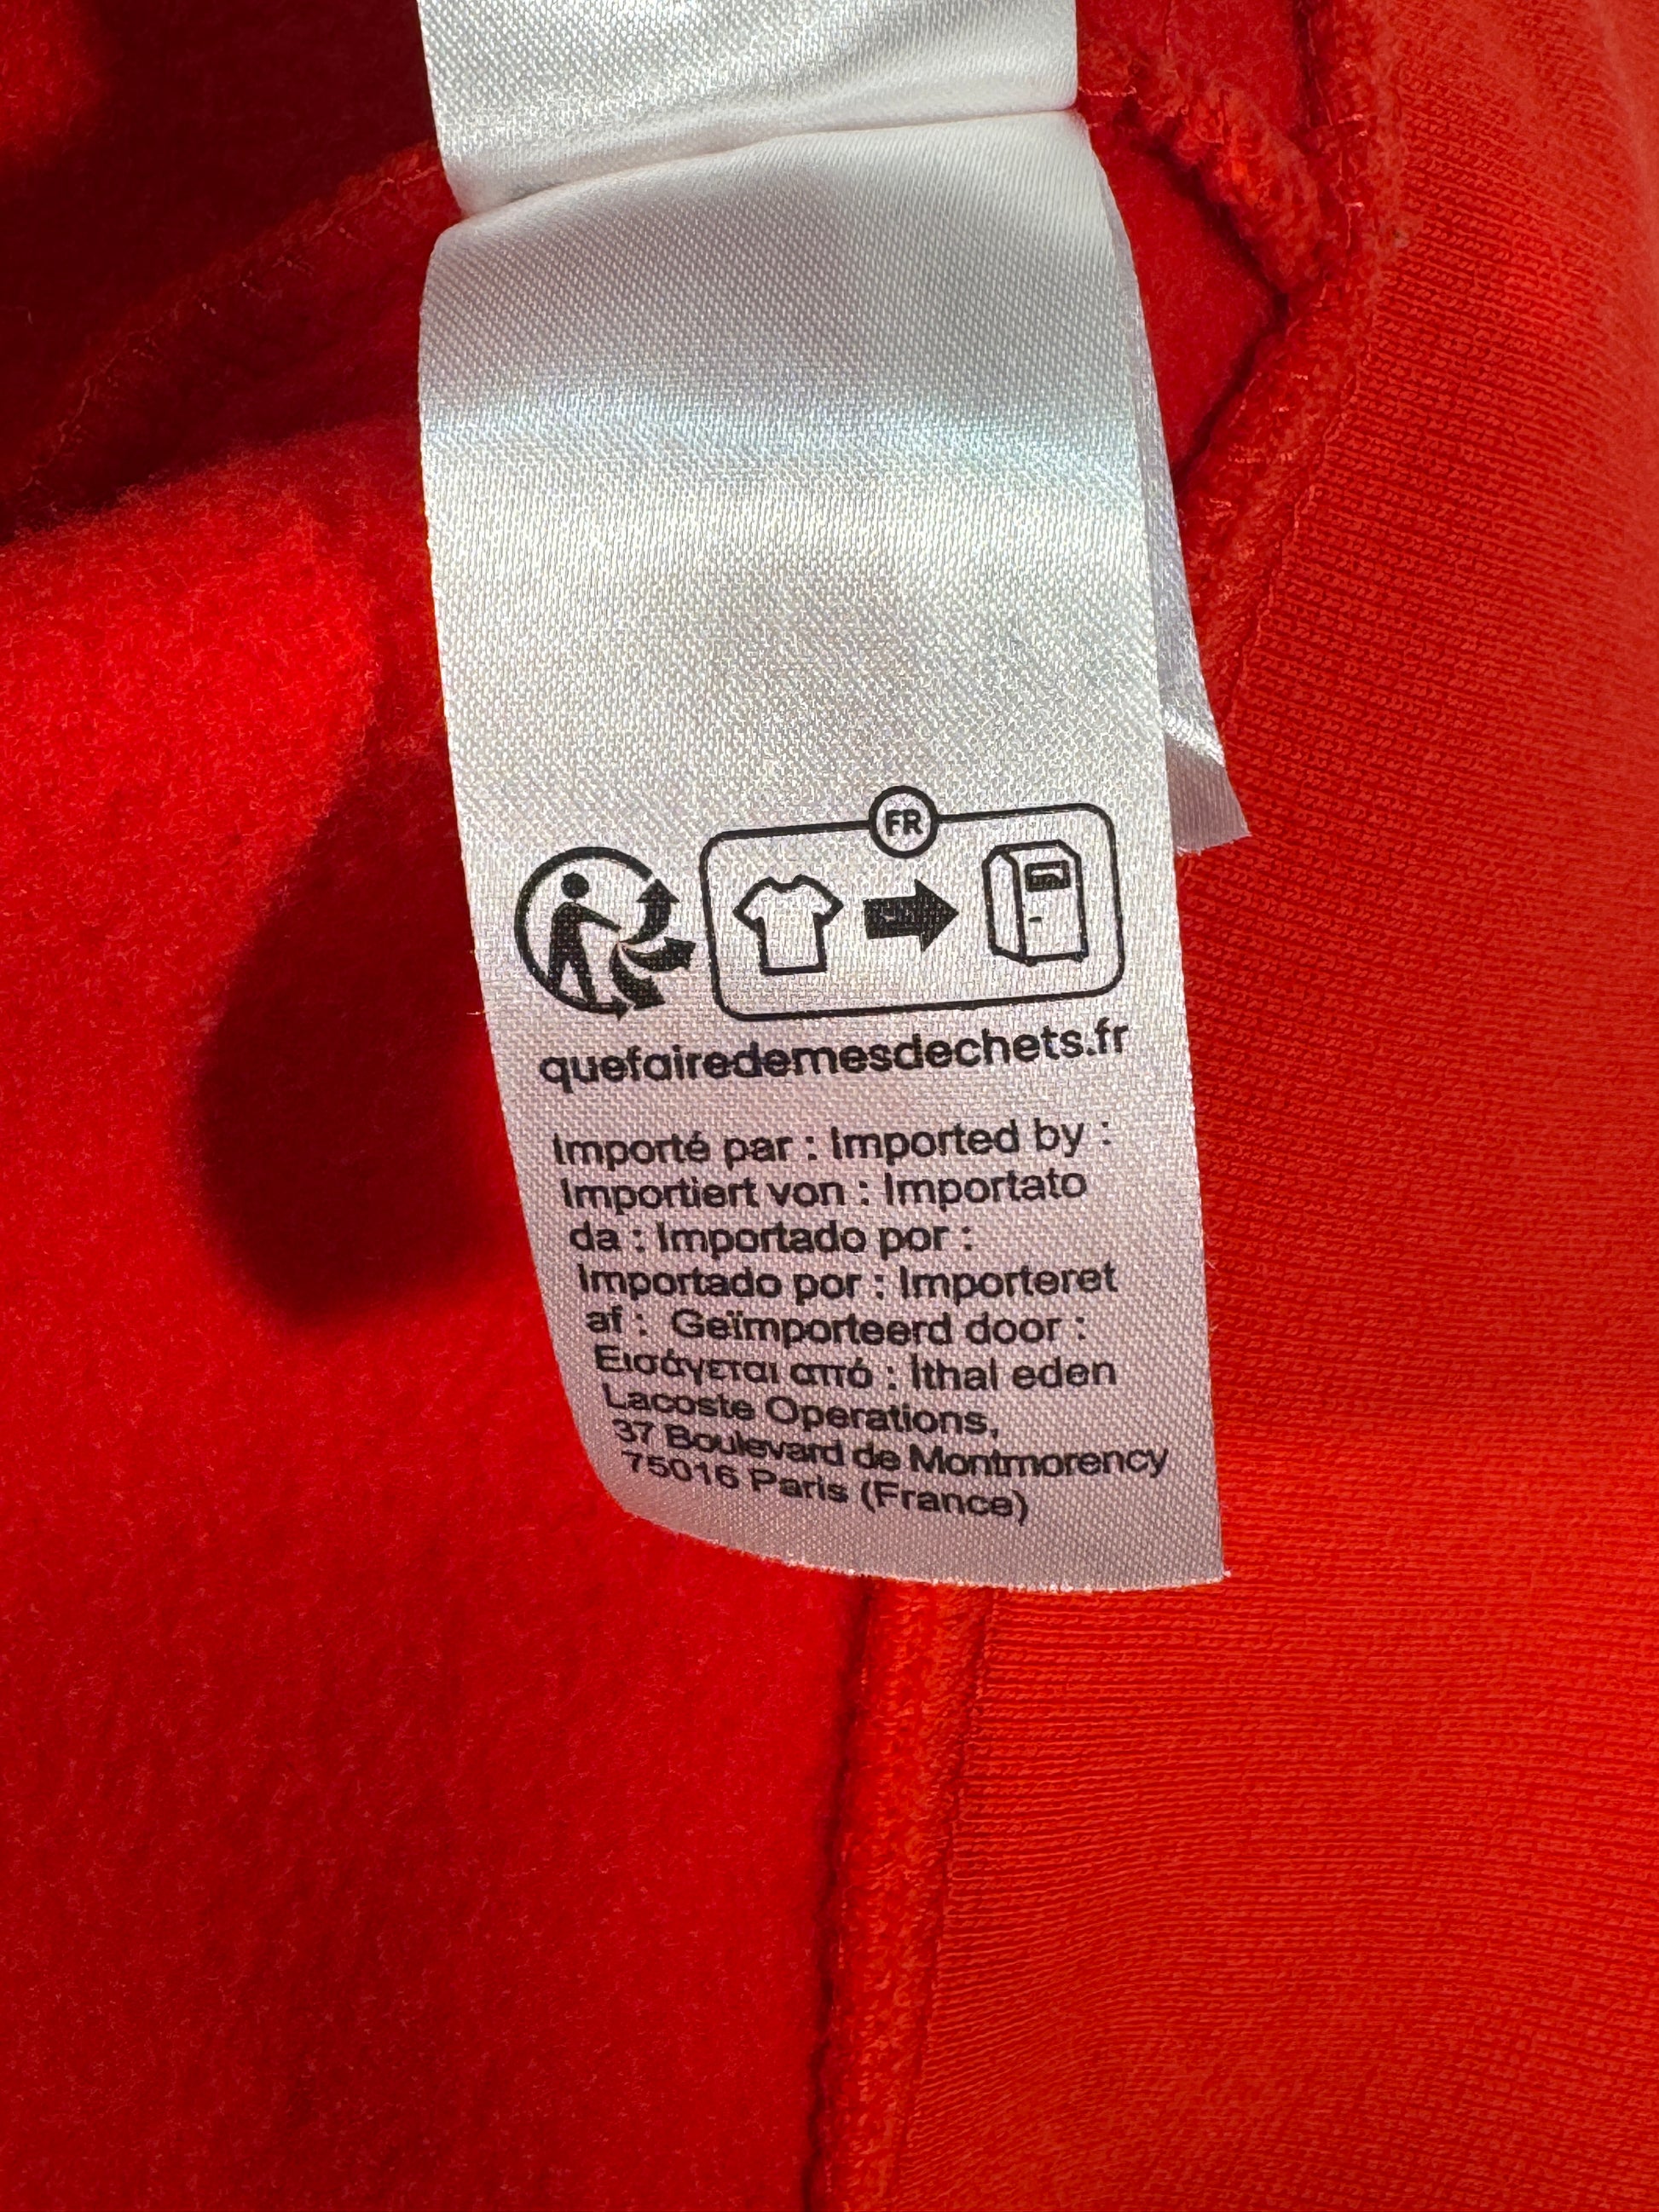 FR
quefairedemesdechets.fr
Importé par : Imported by :
Importiert von : Importato
da : Importado por :
Importado por : Importeret
af : Geïmporteerd door :
Εισάγεται από : İthal eden
Lacoste Operations,
37 Boulevard de Montmorency
75016 Paris (France)